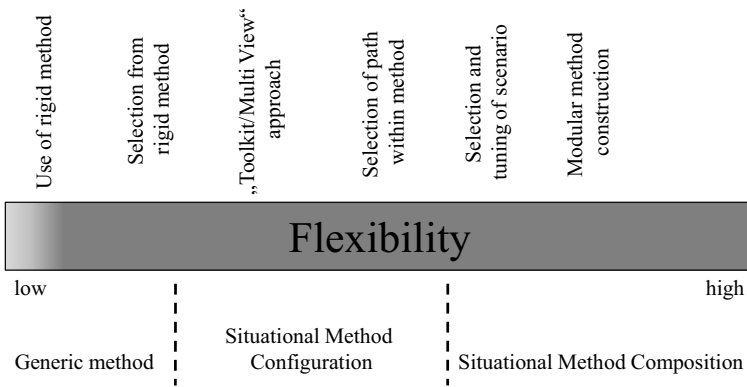 Use of rigid method
Selection from
rigid method
„Toolkit/Multi View“
approach
Selection of path
within method
Selection and
tuning of scenario
Modular method
construction
Flexibility
low
high
Generic method
Situational Method
Configuration
Situational Method Composition